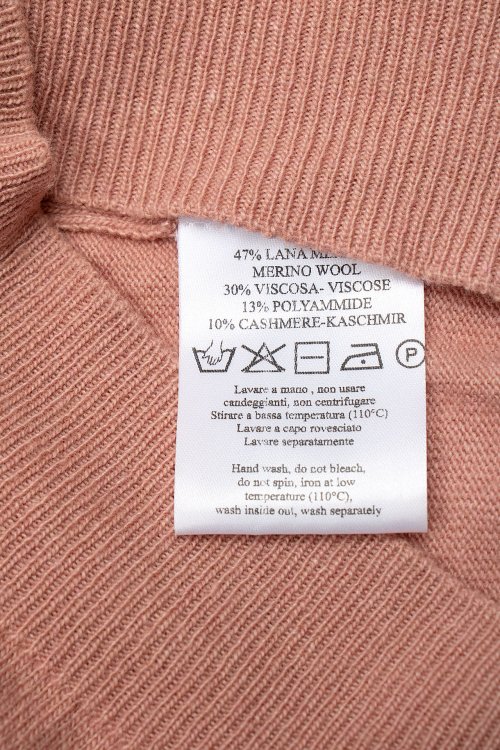 47% LANA
MERINO WOOL
30% VISCOSA- VISCOSE
13% POLYAMMIDE
10% CASHMERE-KASCHMIR
P
Lavare a mano , non usare
candeggianti, non centrifugare
Stirare a bassa temperatura (110°C)
Lavare a capo rovesciato
Lavare separatamente
Hand wash, do not bleach,
do not spin, iron at low
temperature (110°C),
wash inside out, wash separately